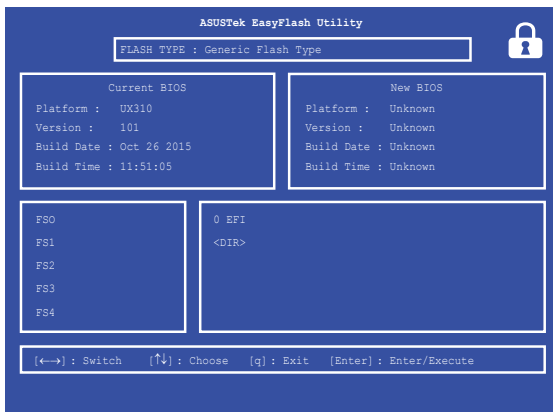 ASUSTek EasyFlash Utility
FLASH TYPE : Generic Flash Type
Current BIOS
Platform : UX310
Version : 101
Build Date : Oct 26 2015
Build Time : 11:51:05
New BIOS
Platform : Unknown
Version : Unknown
Build Date : Unknown
Build Time : Unknown
FSO
FS1
FS2
FS3
FS4
0 EFI
<DIR>
[←→] : Switch [↑↓] : Choose [q] : Exit [Enter] : Enter/Execute